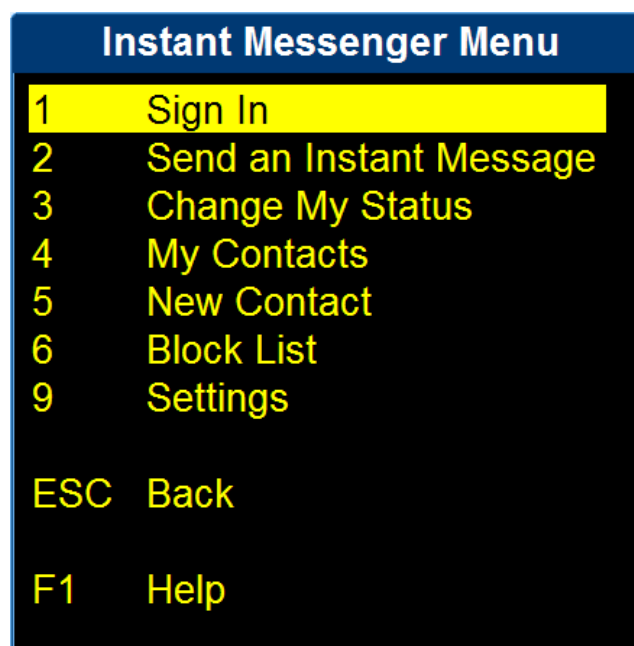 Instant Messenger Menu
1 Sign In
2 Send an Instant Message
3 Change My Status
4 My Contacts
5 New Contact
6 Block List
9 Settings
ESC Back
F1 Help